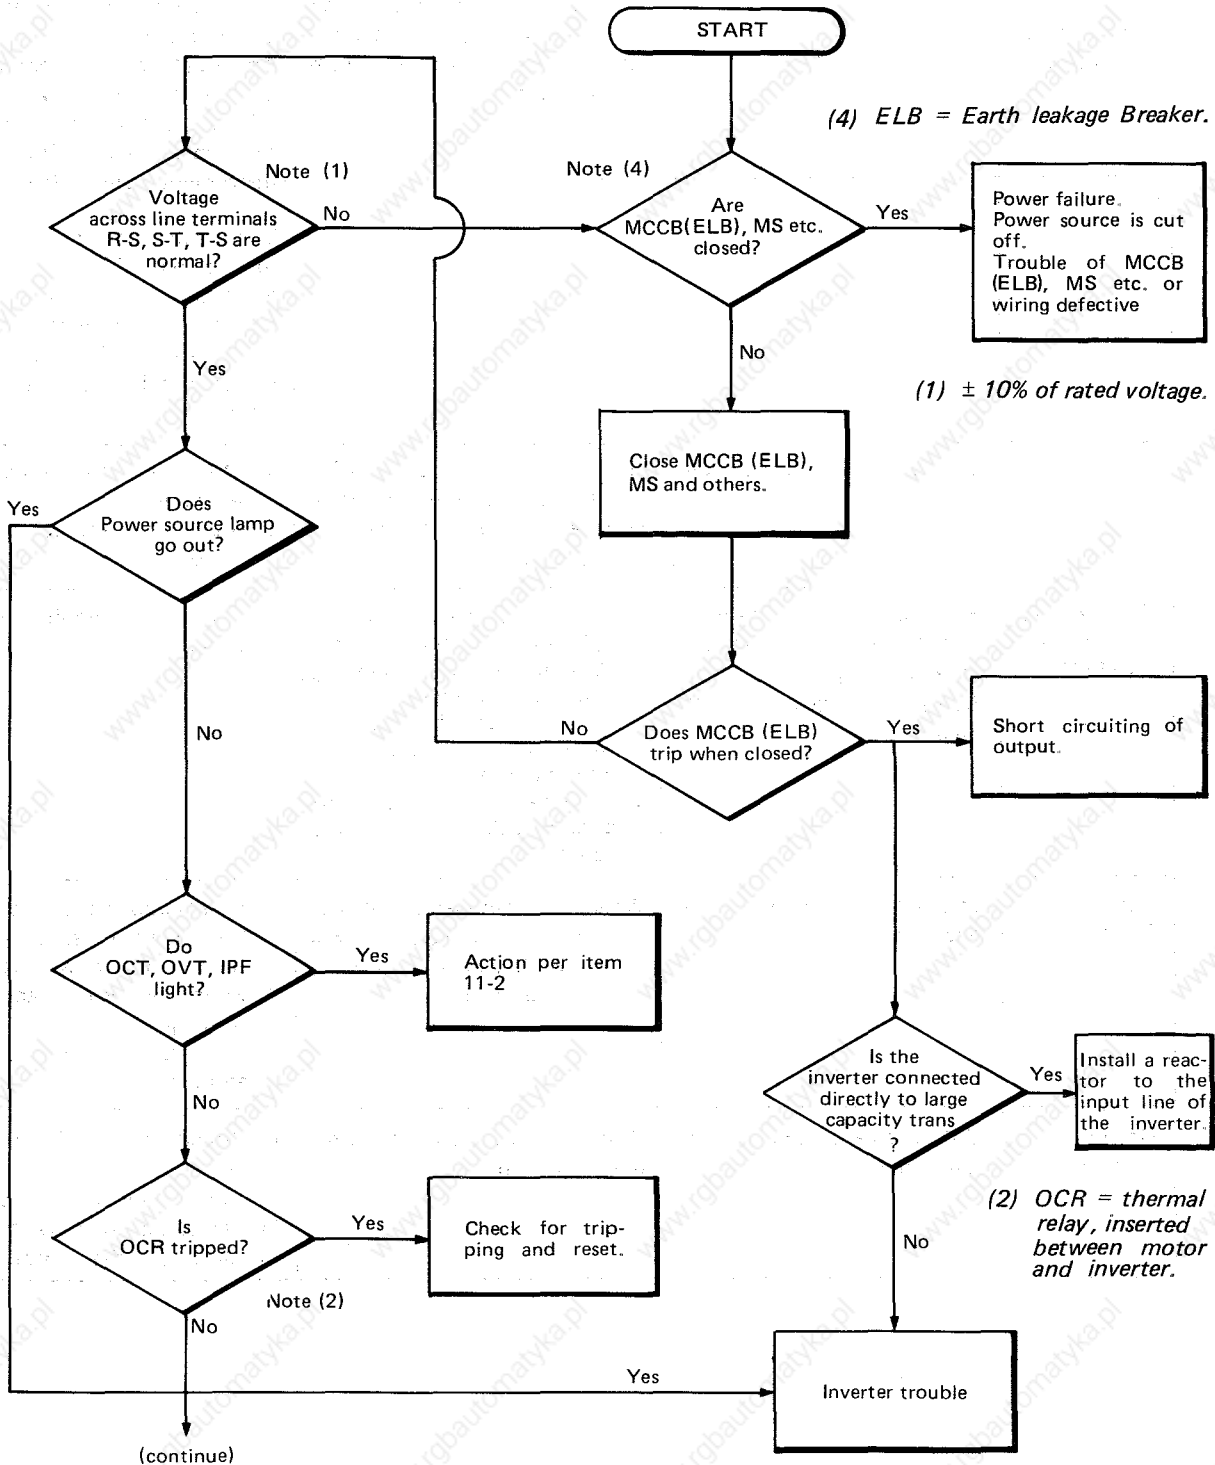 START
(4) ELB = Earth leakage Breaker.
Note (1)
Note (4)
Voltage
across line terminals
R-S, S-T, T-S are
normal?
No
Are
MCCB(ELB), MS etc.
closed?
Yes
Power failure.
Power source is cut
off.
Trouble of MCCB
(ELB), MS etc. or
wiring defective
Yes
No
(1) ± 10% of rated voltage.
Close MCCB (ELB),
MS and others.
Yes
Does
Power source lamp
go out?
No
No
Does MCCB (ELB)
trip when closed?
Yes
Short circuiting of
output.
Do
OCT, OVT, IPF
light?
Yes
Action per item
11-2
No
Is the
inverter connected
directly to large
capacity trans
?
Yes
Install a reac-
tor to the
input line of
the inverter.
Is
OCR tripped?
Yes
Check for trip-
ping and reset.
Note (2)
No
No
(2) OCR = thermal
relay, inserted
between motor
and inverter.
Yes
Inverter trouble
(continue)
www.rgbautomatyka.pl